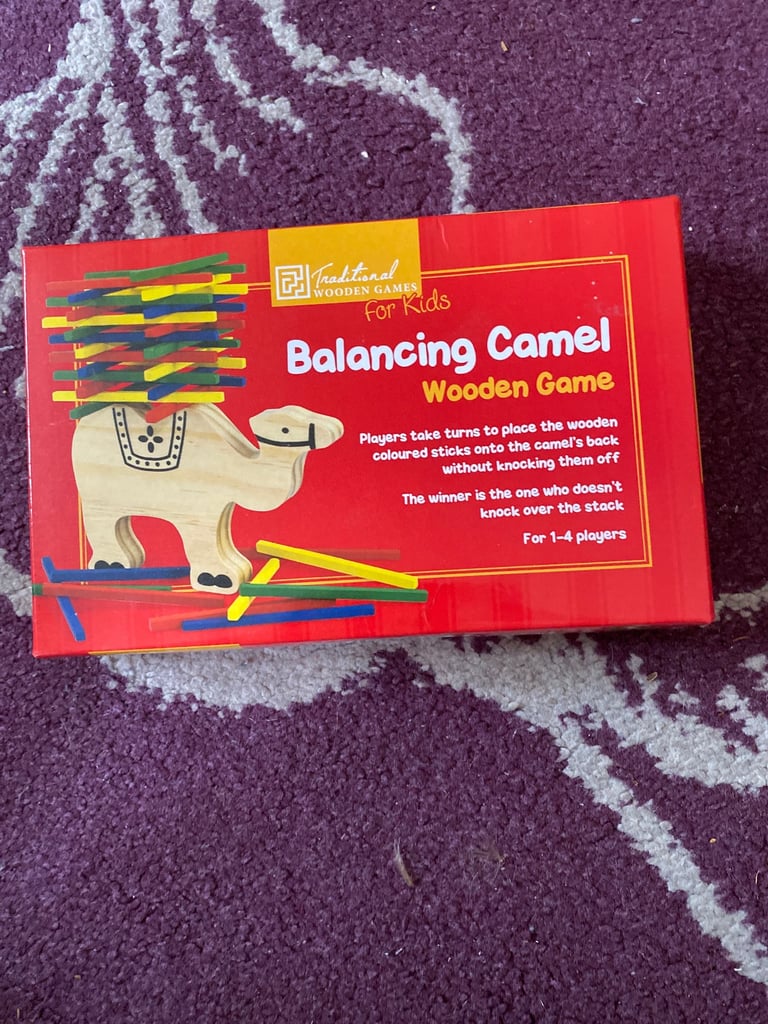 Traditional
WOODEN GAMES
for Kids
Balancing Camel
Wooden Game
Players take turns to place the wooden
coloured sticks onto the camel's back
without knocking them off
The winner is the one who doesn't
knock over the stack
For 1-4 players